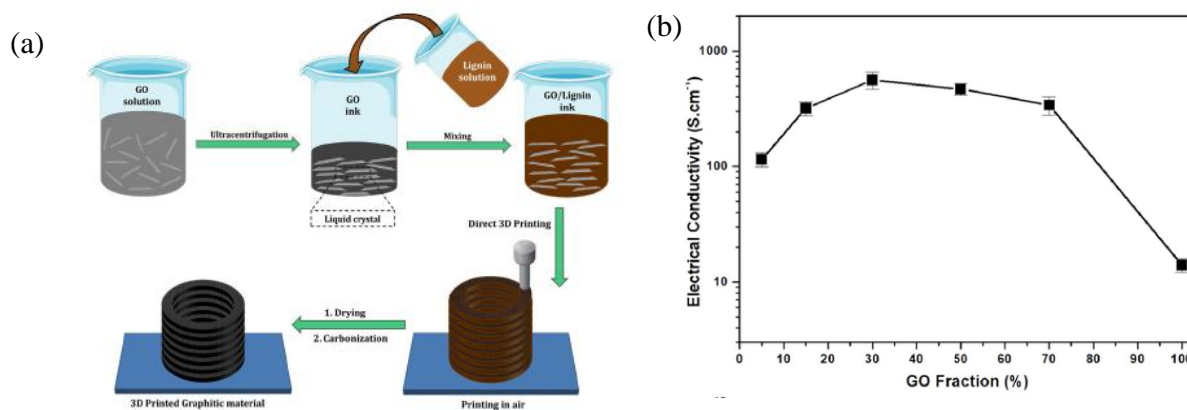 (a)
GO
solution
Ultracentrifugation
GO
ink
Liquid crystal
Lignin
solution
Mixing
GO/Lignin
ink
Direct 3D Printing
Printing in air
1. Drying
2. Carbonization
3D Printed Graphitic material
(b)
Electrical Conductivity (S.cm⁻¹)
1000
100
10
0 10 20 30 40 50 60 70 80 90 100
GO Fraction (%)